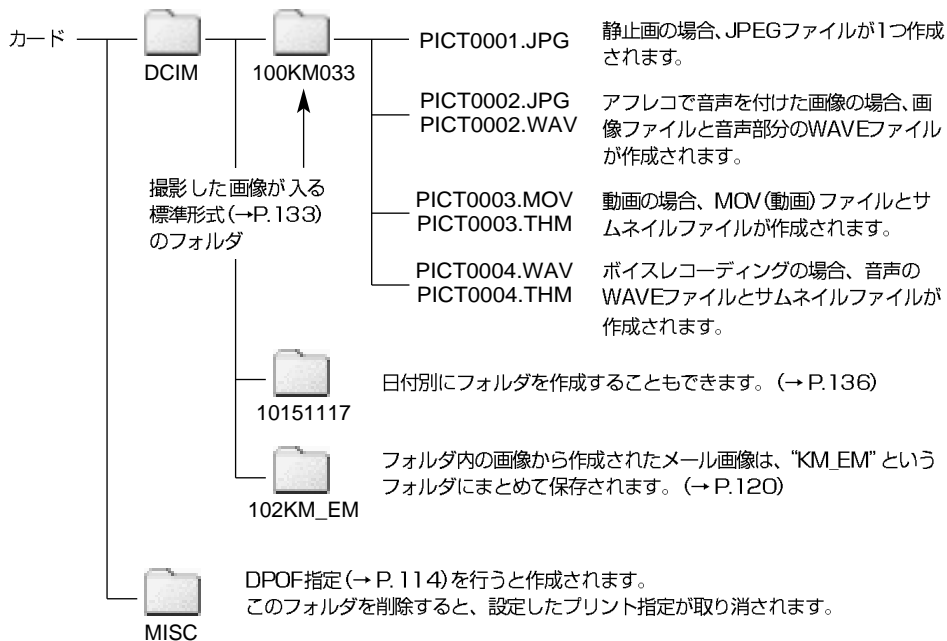 カード
DCIM
100KM033
PICT0001.JPG
静止画の場合、JPEGファイルが1つ作成
されます。
PICT0002.JPG
PICT0002.WAV
アフレコで音声を付けた画像の場合、画
像ファイルと音声部分のWAVEファイル
が作成されます。
撮影した画像が入る
標準形式(→P.133)
のフォルダ
PICT0003.MOV
PICT0003.THM
動画の場合、MOV(動画)ファイルとサ
ムネイルファイルが作成されます。
PICT0004.WAV
PICT0004.THM
ボイスレコーディングの場合、音声の
WAVEファイルとサムネイルファイルが
作成されます。
10151117
日付別にフォルダを作成することもできます。(→P.136)
102KM_EM
フォルダ内の画像から作成されたメール画像は、“KM_EM”という
フォルダにまとめて保存されます。(→P.120)
MISC
DPOF指定(→P.114)を行うと作成されます。
このフォルダを削除すると、設定したプリント指定が取り消されます。